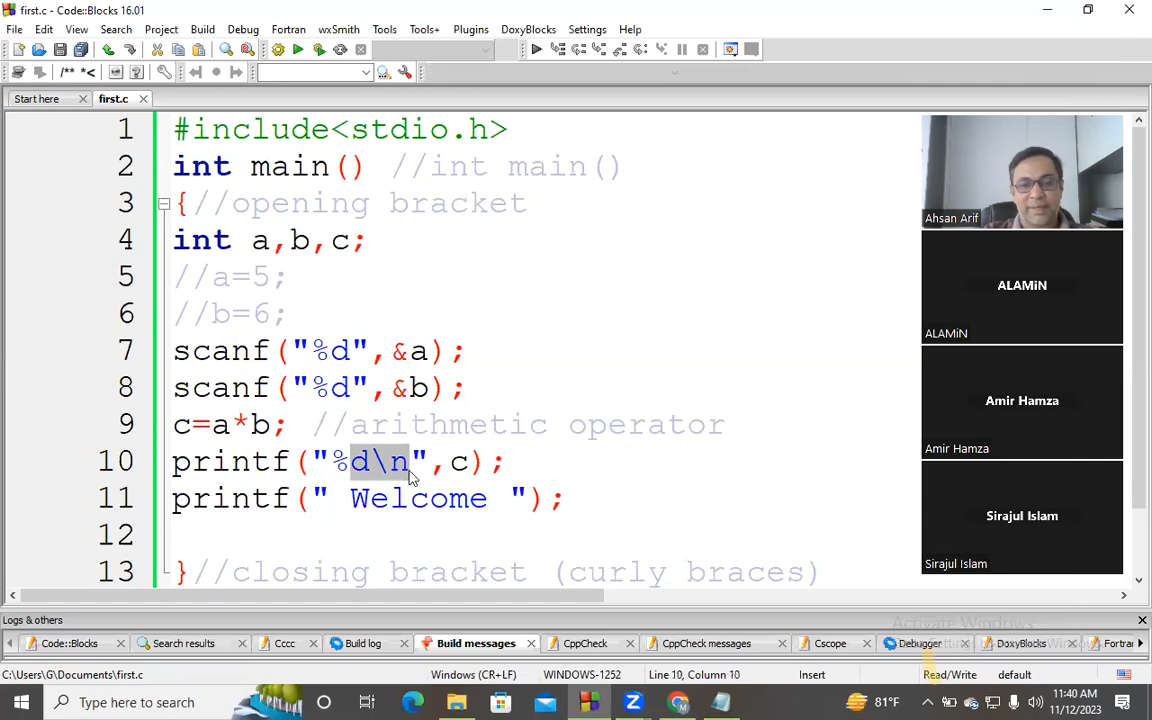 first.c - Code::Blocks 16.01
File Edit View Search Project Build Debug Fortran wxSmith Tools Tools+ Plugins DoxyBlocks Settings Help
/** *<
Start here first.c
1 #include<stdio.h>
2 int main() //int main()
3 {//opening bracket
4 int a,b,c;
5 //a=5;
6 //b=6;
7 scanf("%d",&a);
8 scanf("%d",&b);
9 c=a*b; //arithmetic operator
10 printf("%d\n",c);
11 printf(" Welcome ");
12
13 }//closing bracket (curly braces)
Ahsan Arif
ALAMiN
ALAMiN
Amir Hamza
Amir Hamza
Sirajul Islam
Sirajul Islam
Logs & others
Activate Windows
Code::Blocks Search results Cccc Build log Build messages CppCheck CppCheck messages Cscope Debugger DoxyBlocks Fortran
C:\Users\G\Documents\first.c Windows (CR+LF) WINDOWS-1252 Line 10, Column 10 Insert Read/Write default
Type here to search 81°F 11:40 AM
11/12/2023